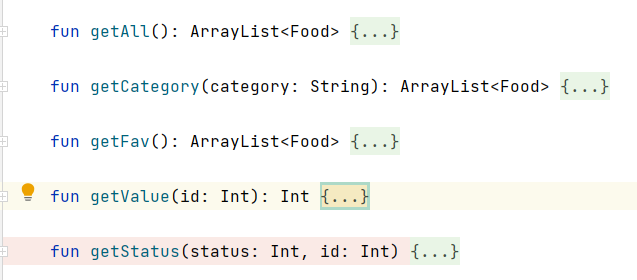 fun getAll(): ArrayList<Food> {...}
fun getCategory(category: String): ArrayList<Food> {...}
fun getFav(): ArrayList<Food> {...}
fun getValue(id: Int): Int {...}
fun getStatus(status: Int, id: Int) {...}